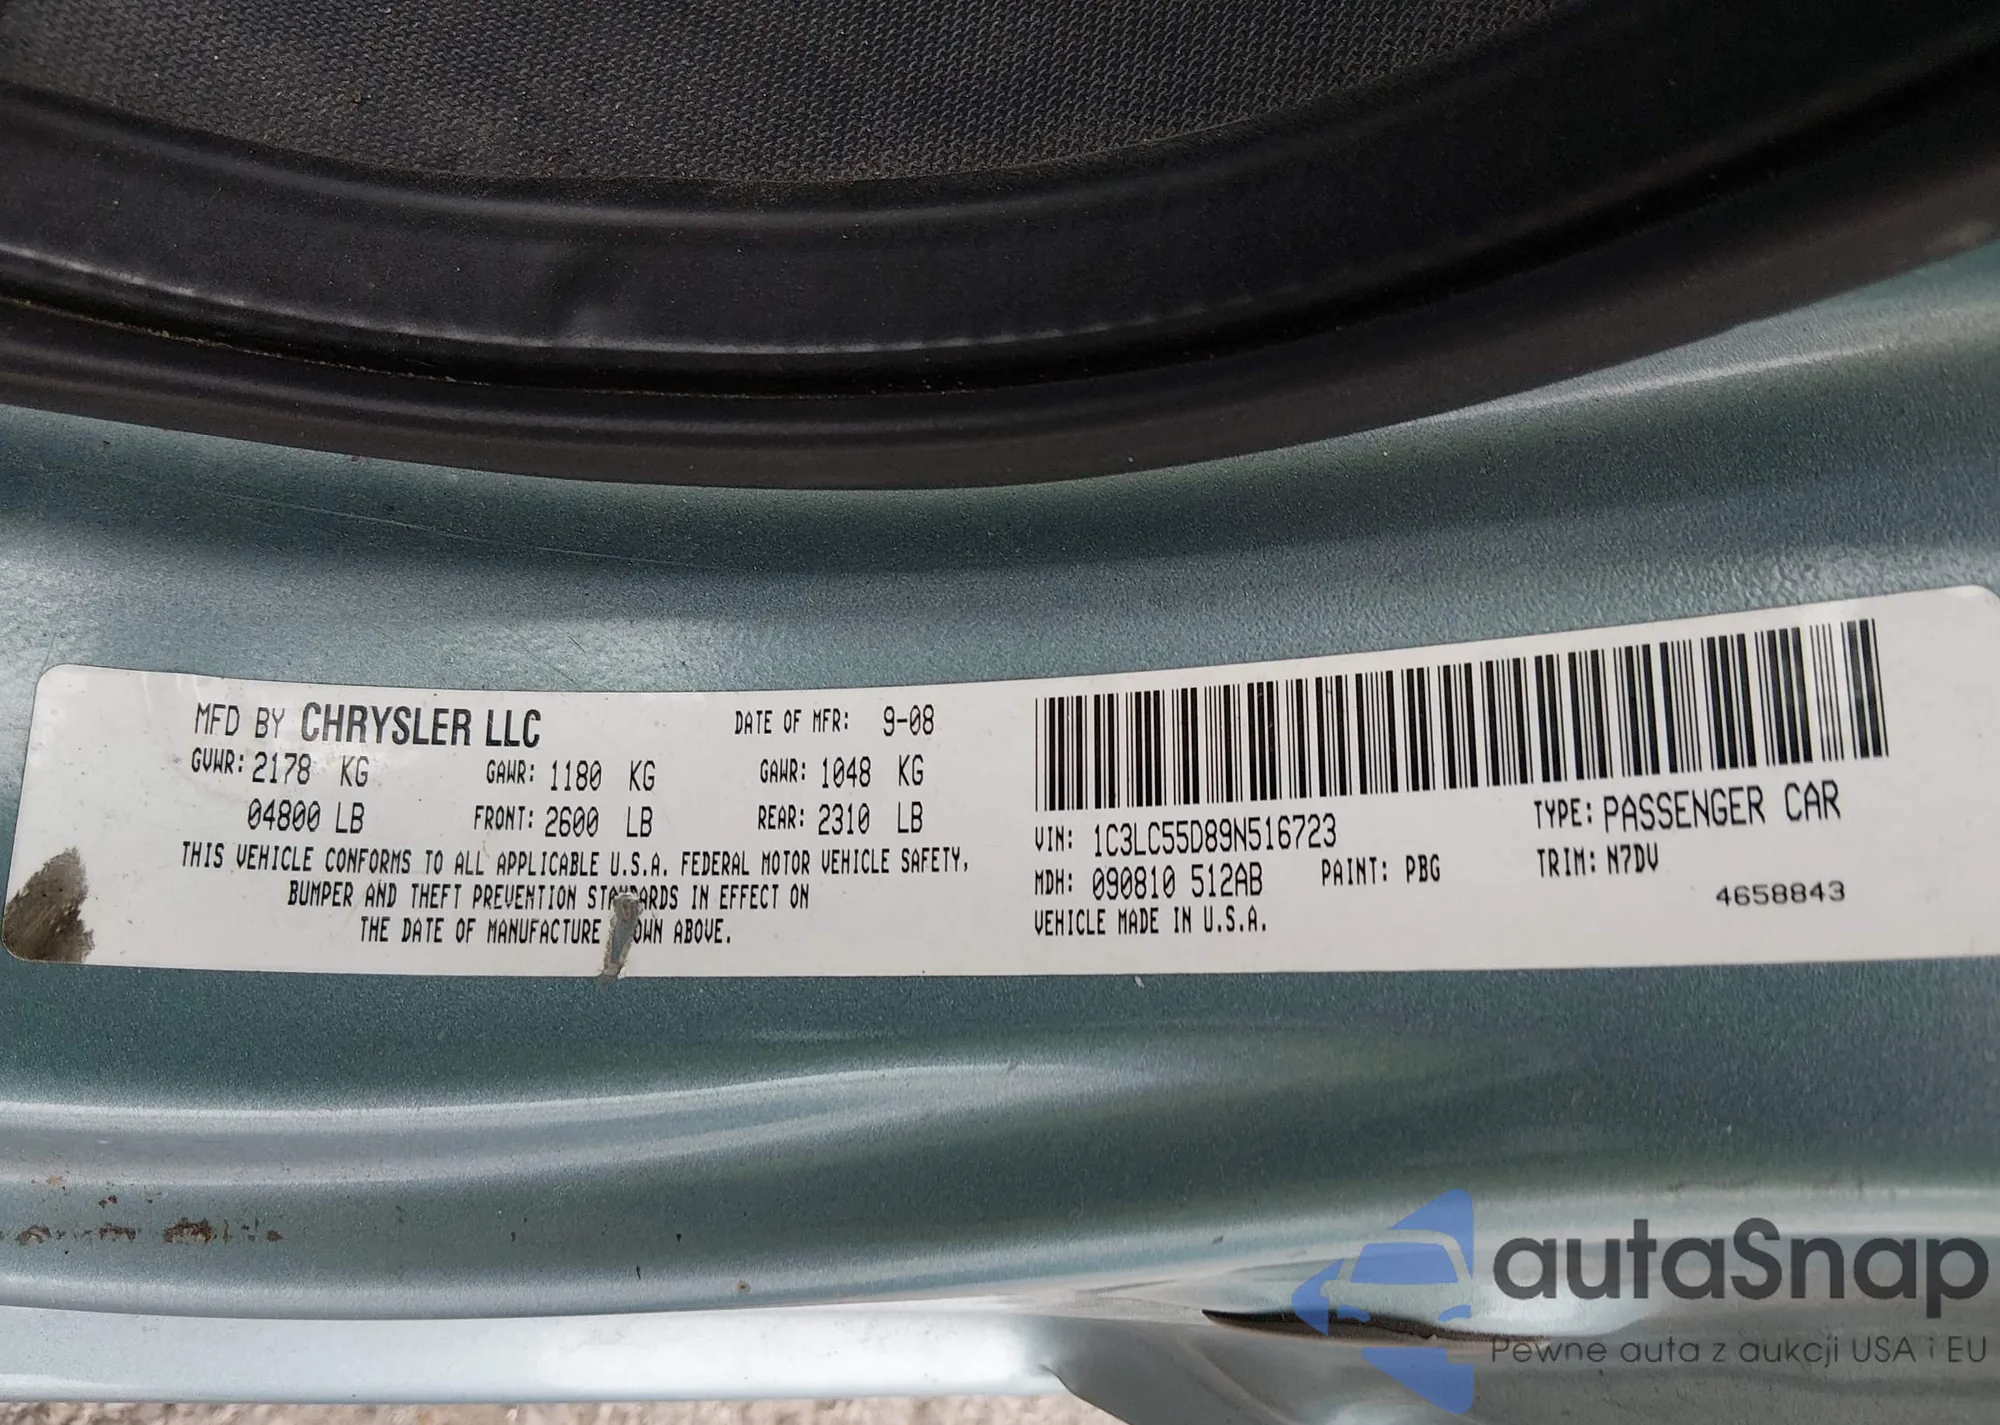 MFD BY CHRYSLER LLC DATE OF MFR: 9-08
GVWR: 2178 KG GAWR: 1180 KG GAWR: 1048 KG
04800 LB FRONT: 2600 LB REAR: 2310 LB
THIS VEHICLE CONFORMS TO ALL APPLICABLE U.S.A. FEDERAL MOTOR VEHICLE SAFETY,
BUMPER AND THEFT PREVENTION STANDARDS IN EFFECT ON
THE DATE OF MANUFACTURE OWN ABOVE.
VIN: 1C3LC55D89N516723 TYPE: PASSENGER CAR
MDH: 090810 512AB PAINT: PBG TRIM: N7DV
VEHICLE MADE IN U.S.A. 4658843
autaSnap
Pewne auta z aukcji USA i EU